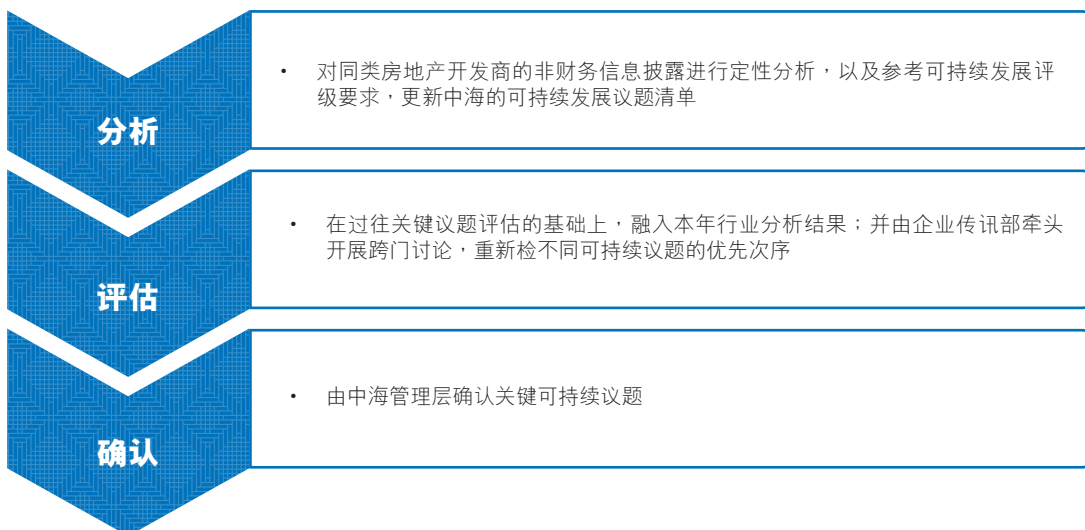 分析
• 对同类房地产开发商的非财务信息披露进行定性分析，以及参考可持续发展评
级要求，更新中海的可持续发展议题清单
评估
• 在过往关键议题评估的基础上，融入本年行业分析结果；并由企业传讯部牵头
开展跨门讨论，重新检不同可持续议题的优先次序
确认
• 由中海管理层确认关键可持续议题